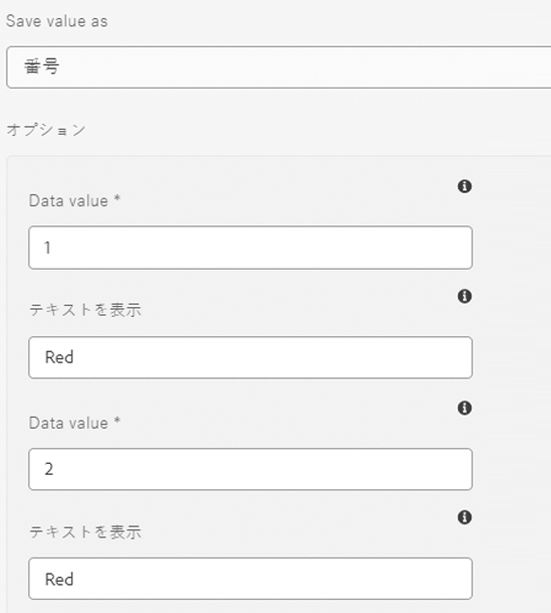 Save value as
番号
オプション
Data value *
1
テキストを表示
Red
Data value *
2
テキストを表示
Red